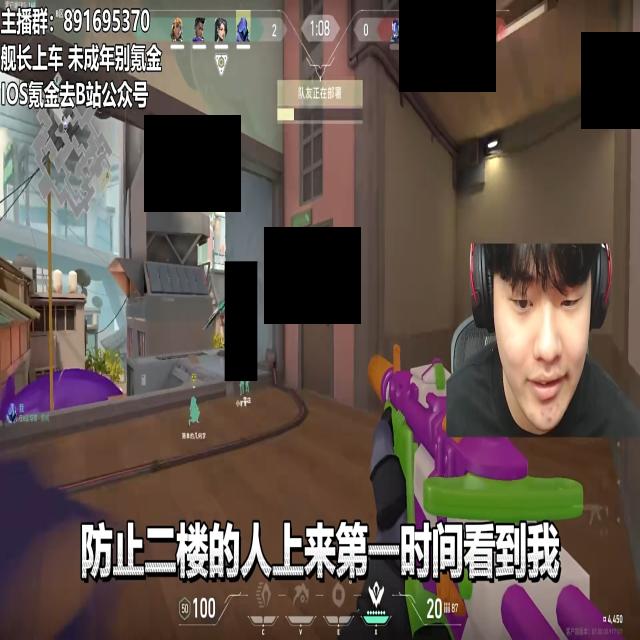 主播群：891695370
舰长上车 未成年别氪金
IOS氪金去B站公众号
2
1:08
0
队友正在部署
我
防止二楼的人上来第一时间看到我
50 100
C V E X
20 87
4,450